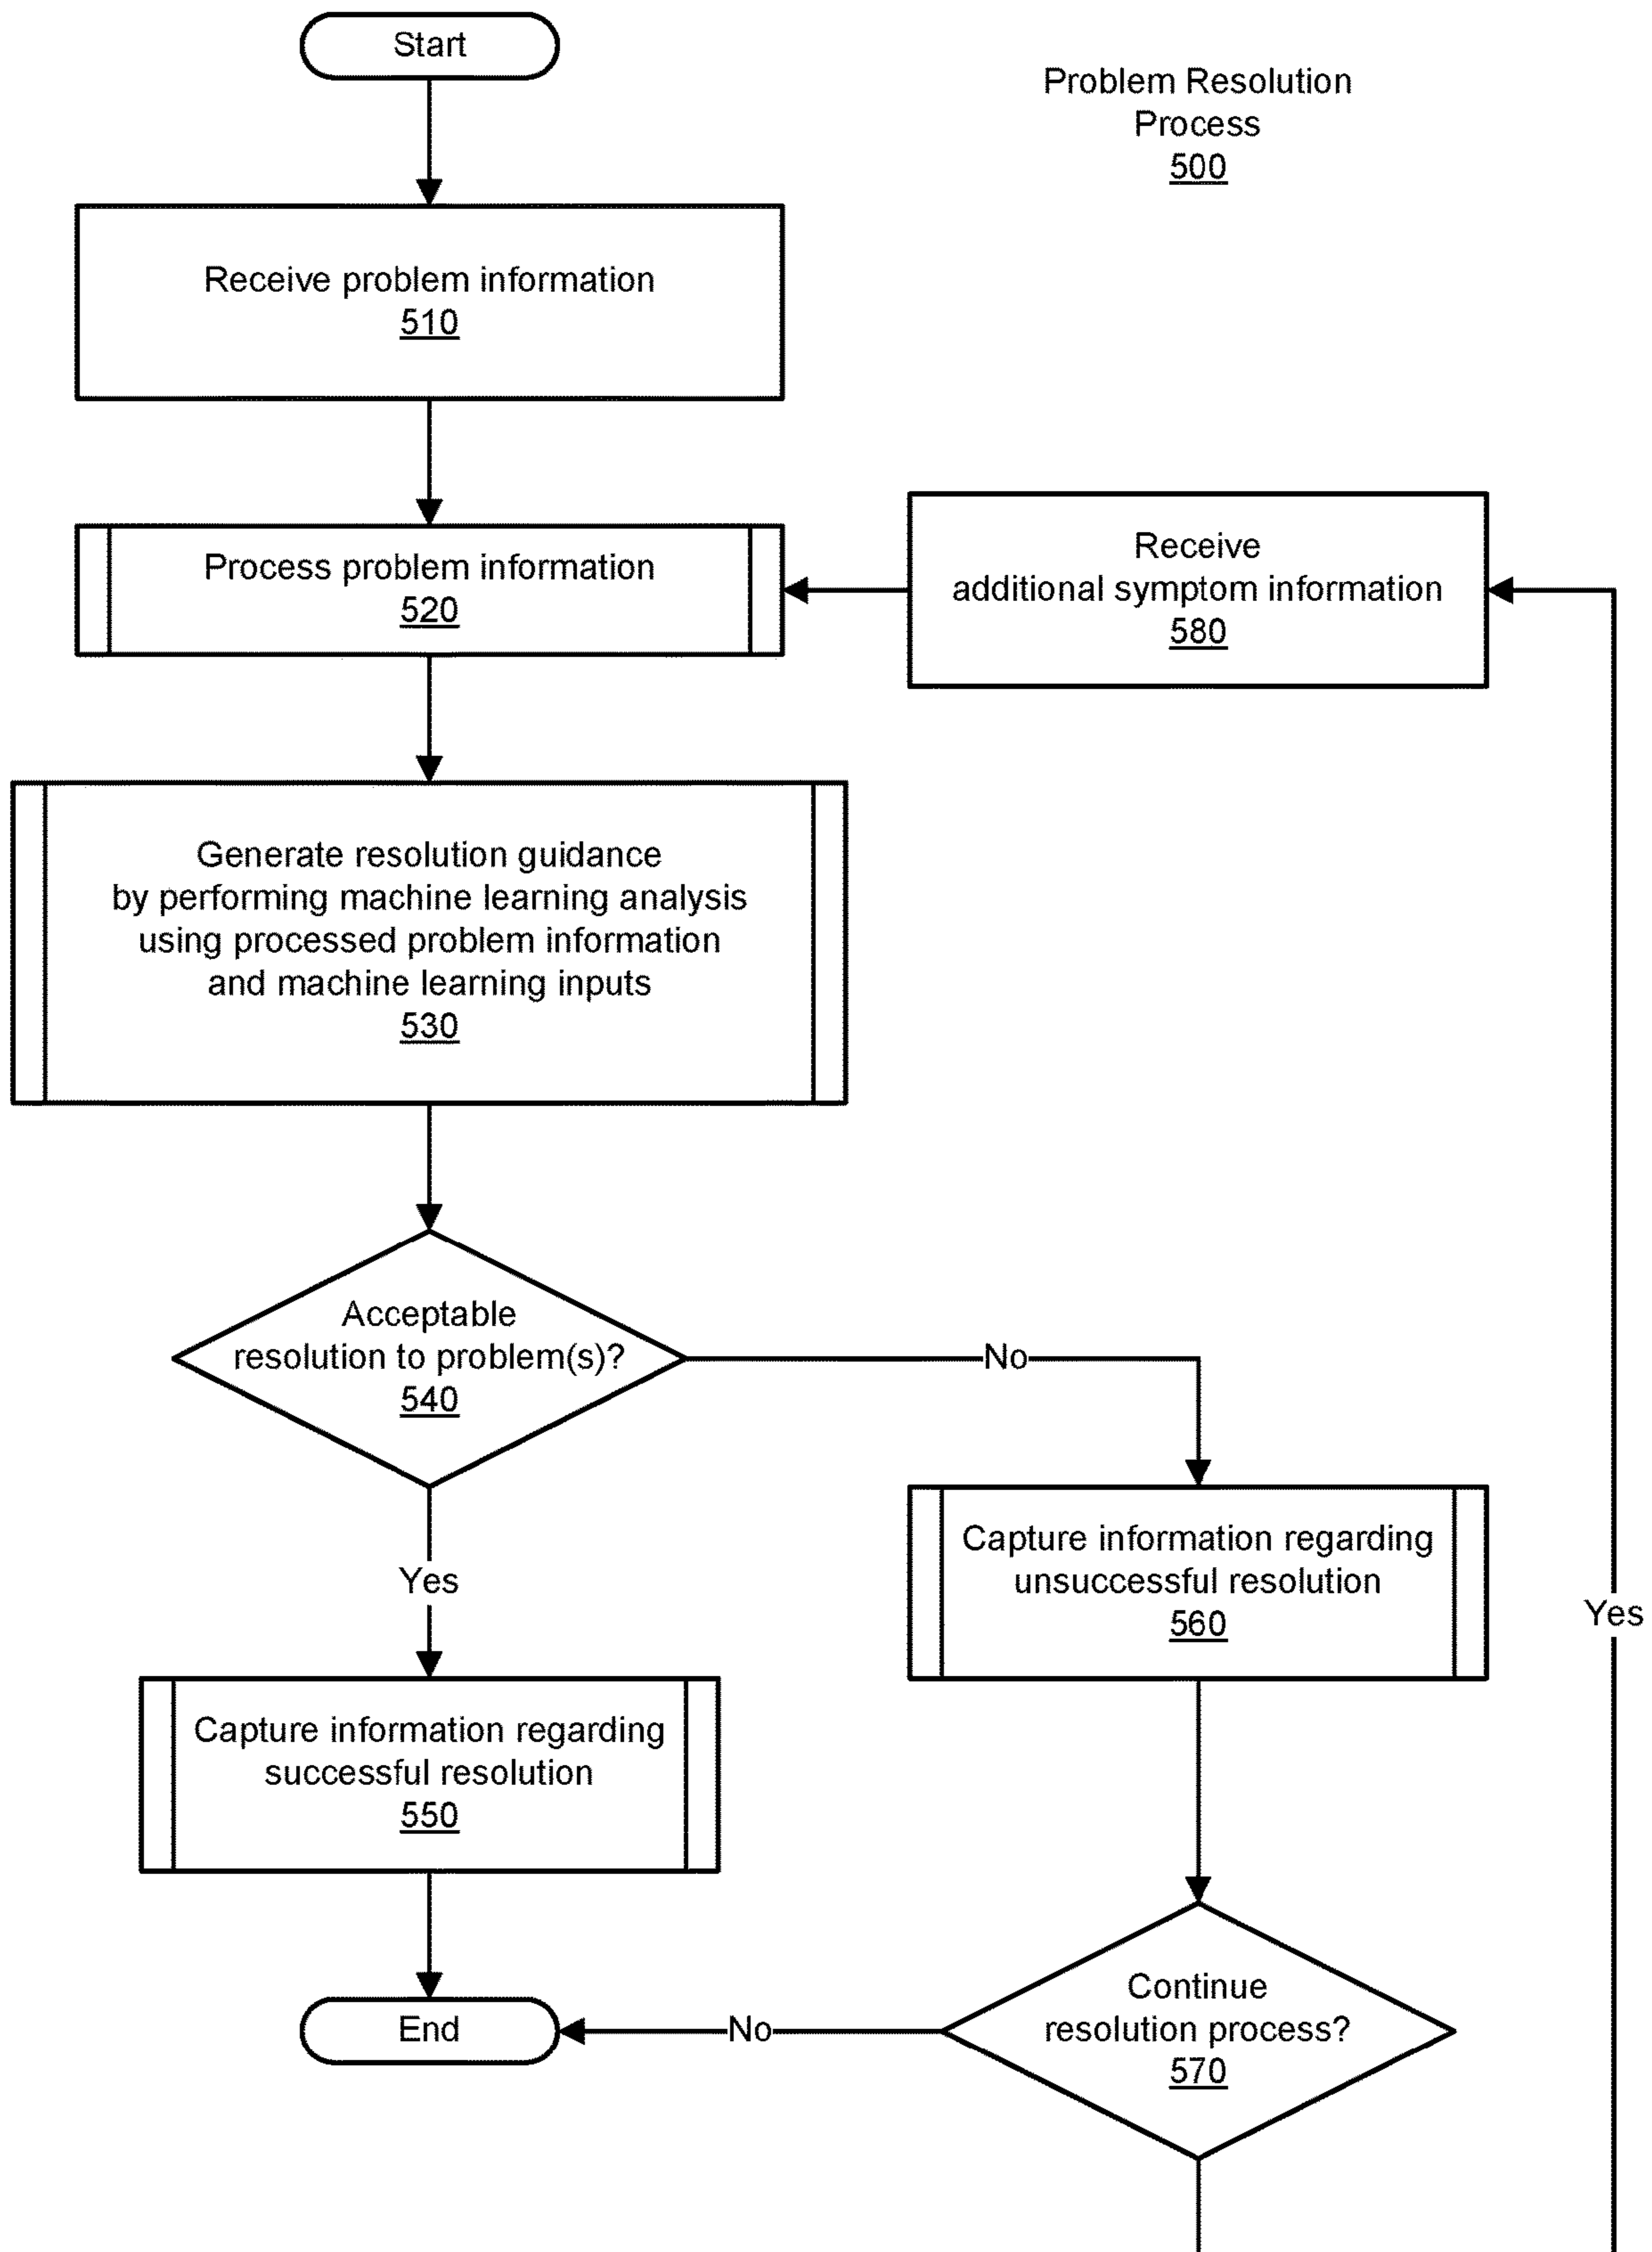 Start
Problem Resolution
Process
500
Receive problem information
510
Process problem information
520
Receive
additional symptom information
580
Generate resolution guidance
by performing machine learning analysis
using processed problem information
and machine learning inputs
530
Acceptable
resolution to problem(s)?
540
No
Yes
Capture information regarding
unsuccessful resolution
560
Yes
Capture information regarding
successful resolution
550
Continue
resolution process?
570
No
End